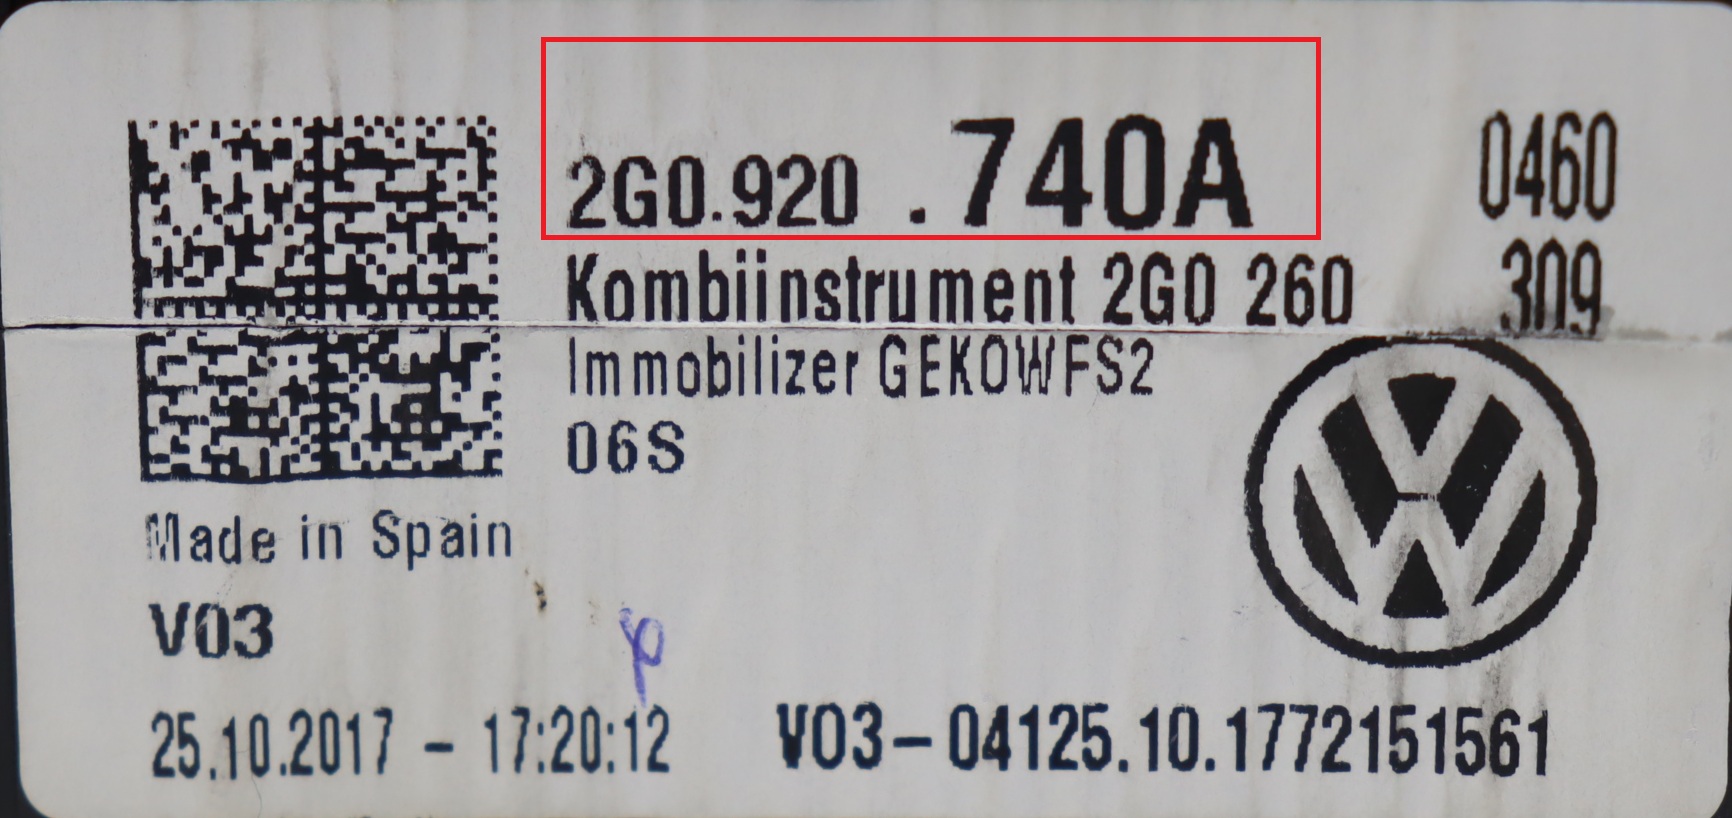 2G0.920 .740A 0460
Kombiinstrument 2G0 260 309
Immobilizer GEKOWFS2
06S
Made in Spain
V03
25.10.2017 - 17:20:12 V03-04125.10.1772151561